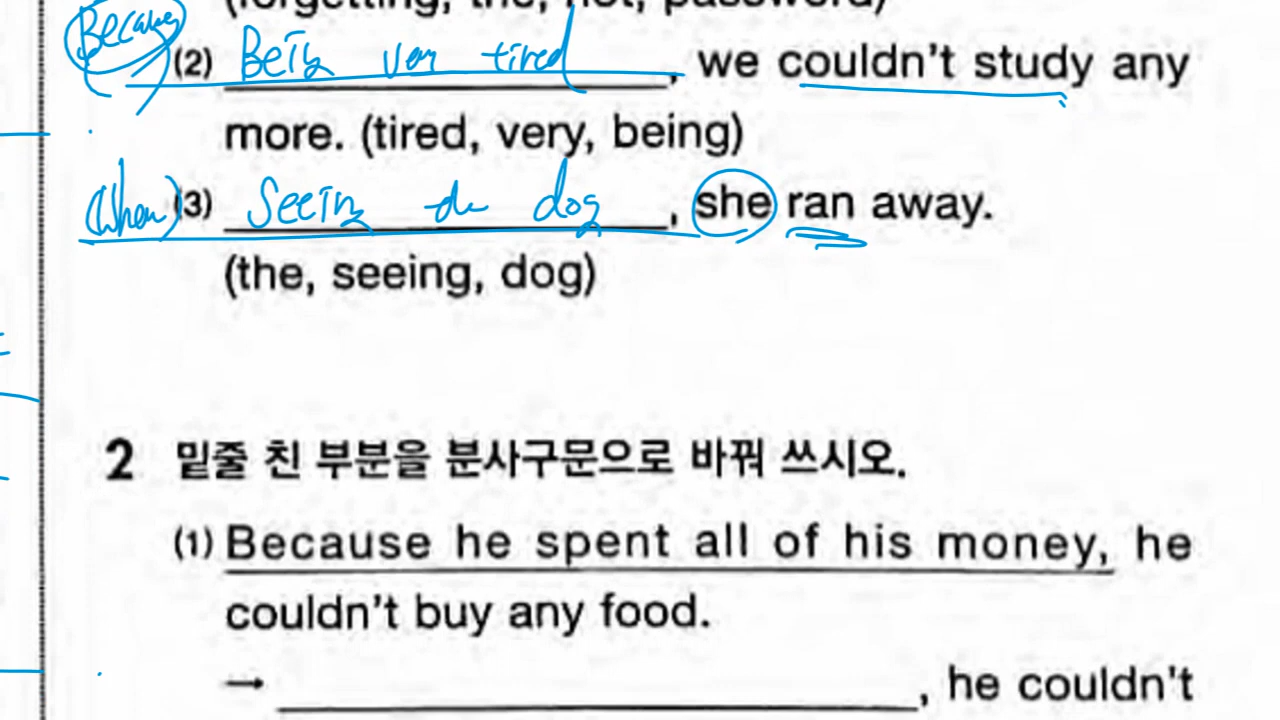 (forgetting, the, not, password)
(2) Being very tired, we couldn't study any
more. (tired, very, being)
(When) (3) Seeing the dog, she ran away.
(the, seeing, dog)
2 밑줄 친 부분을 분사구문으로 바꿔 쓰시오.
(1) Because he spent all of his money, he
couldn't buy any food.
→ , he couldn't